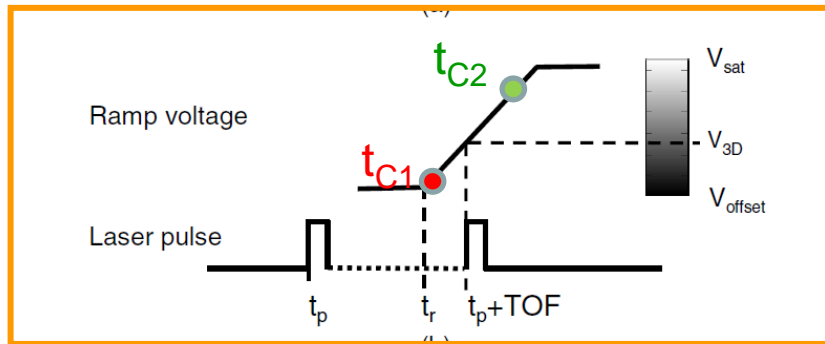 t_C2
V_sat
Ramp voltage
V_3D
t_C1
V_offset
Laser pulse
t_p
t_r
t_p+TOF